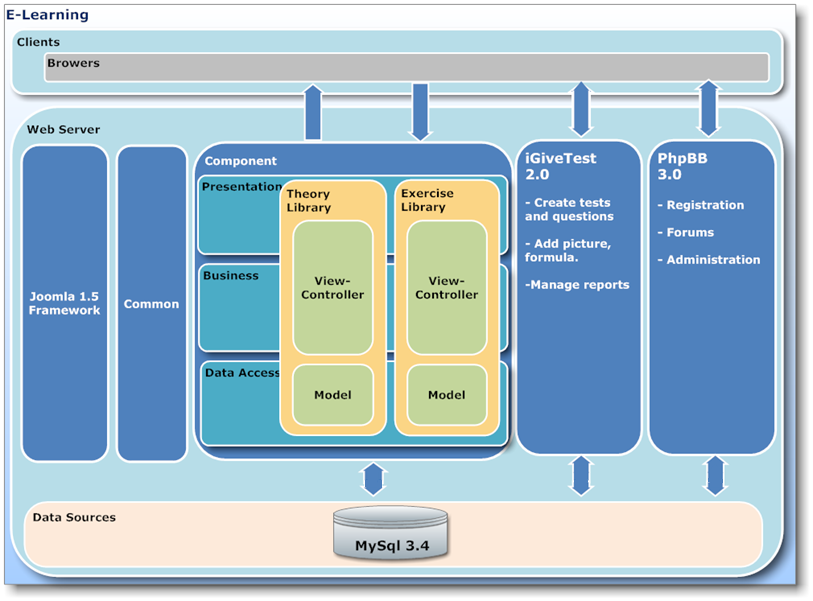 E-Learning
Clients
Browers
Web Server
Joomla 1.5
Framework
Common
Component
Presentation
Business
Data Access
Theory
Library
View-
Controller
Model
Exercise
Library
View-
Controller
Model
iGiveTest
2.0
- Create tests
and questions
- Add picture,
formula.
-Manage reports
PhpBB
3.0
- Registration
- Forums
- Administration
Data Sources
MySql 3.4